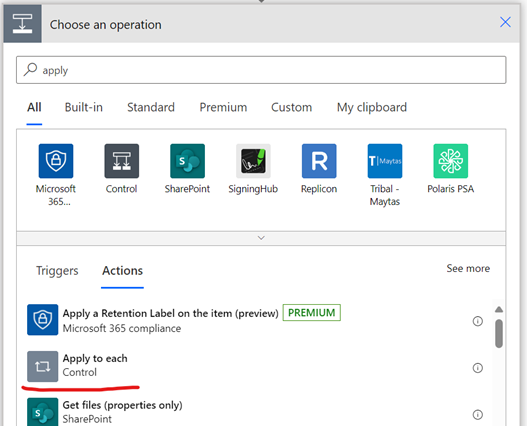 Choose an operation
apply
All
Built-in
Standard
Premium
Custom
My clipboard
Microsoft
365...
Control
SharePoint
SigningHub
R
Replicon
T Maytas
Tribal -
Maytas
Polaris PSA
Triggers
Actions
See more
Apply a Retention Label on the item (preview) PREMIUM
Microsoft 365 compliance
Apply to each
Control
Get files (properties only)
SharePoint